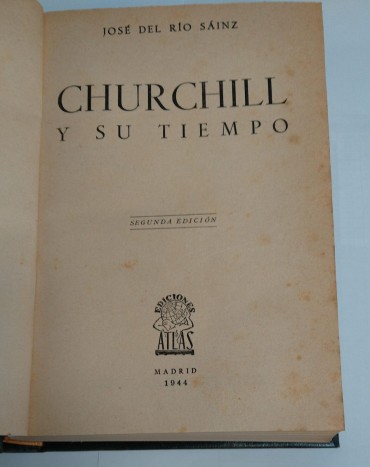 JOSÉ DEL RÍO SÁINZ
CHURCHILL
Y SU TIEMPO
SEGUNDA EDICIÓN
EDICIONES
ATLAS
MADRID
1944